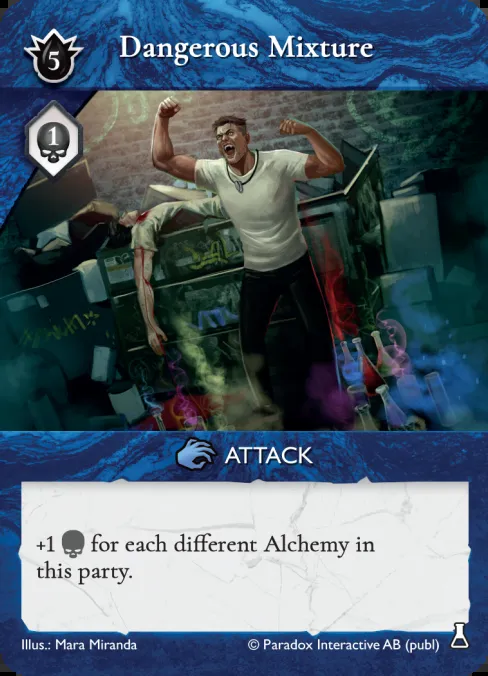 5
Dangerous Mixture
1
ATTACK
+1 for each different Alchemy in
this party.
Illus.: Mara Miranda
© Paradox Interactive AB (publ)